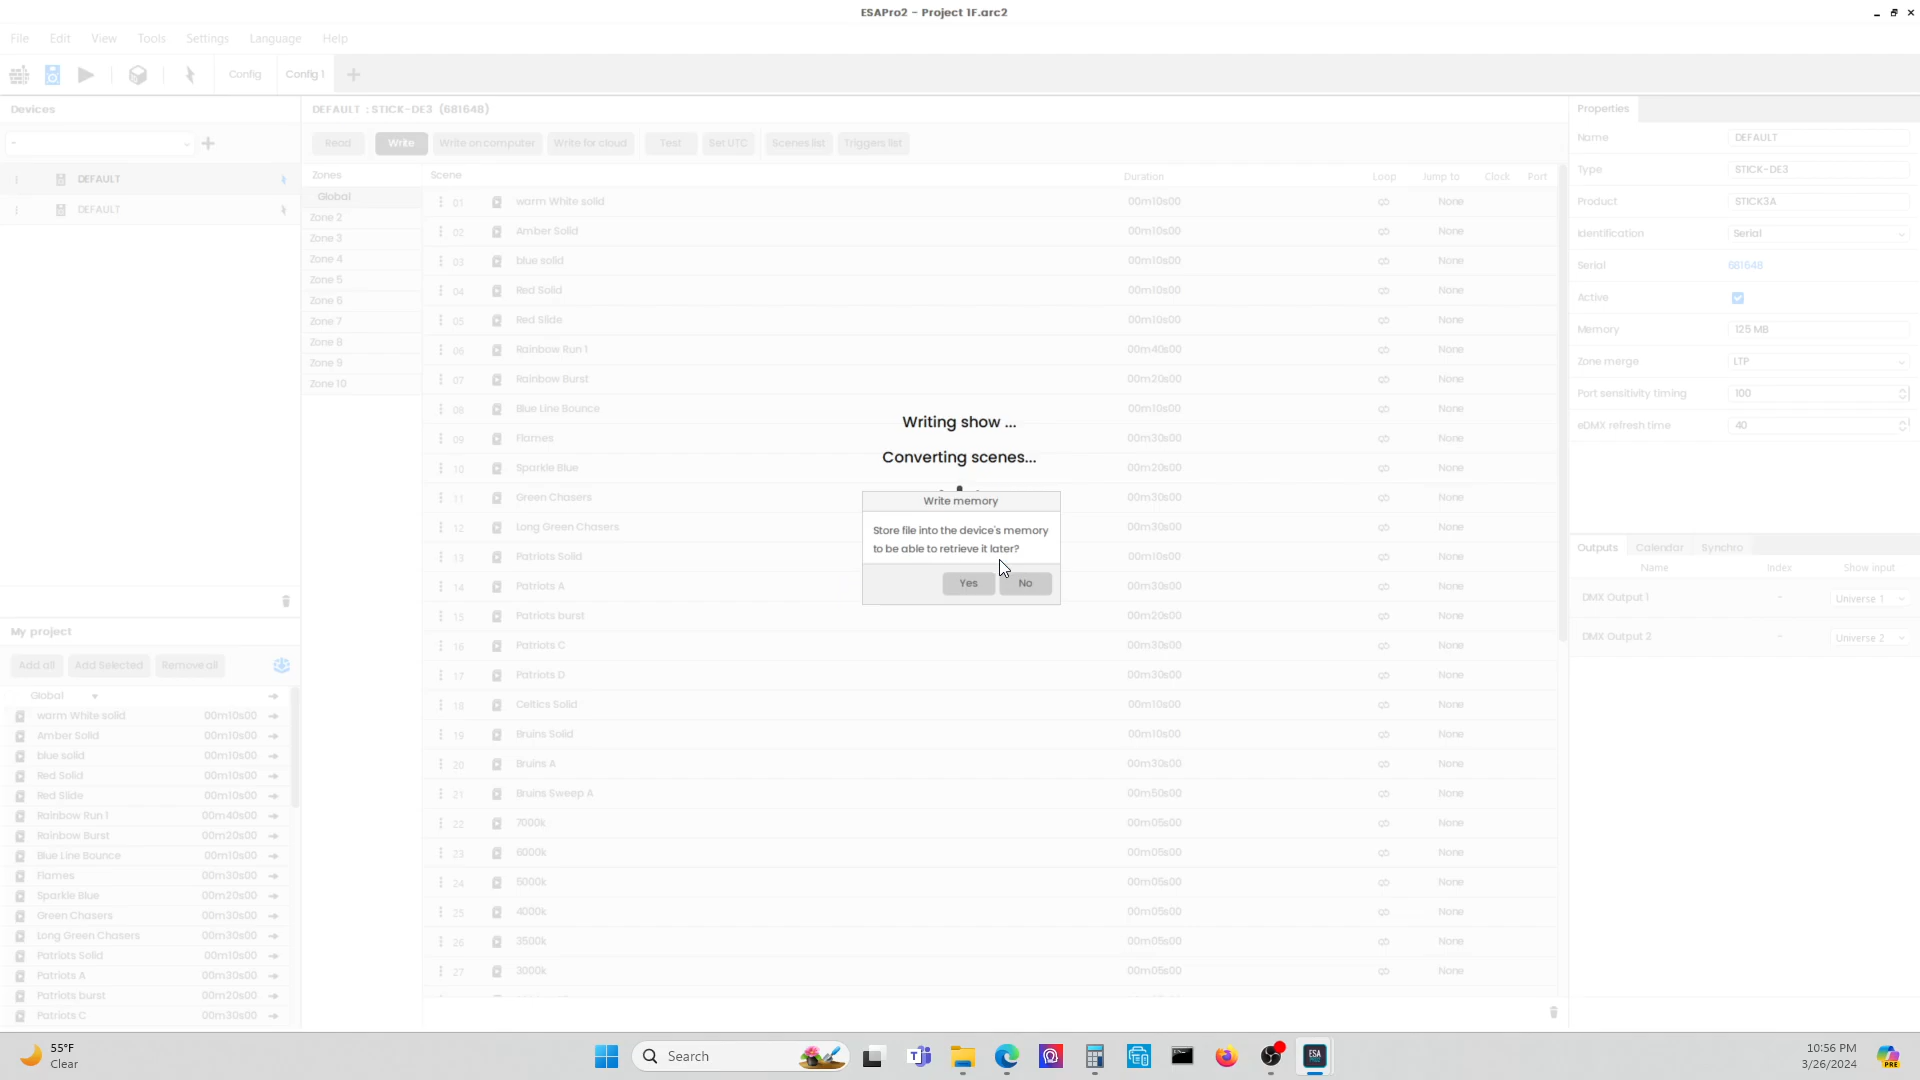 ESAPro2 - Project 1F.arc2
File Edit View Tools Settings Language Help
Config Config 1
Devices
-
DEFAULT
DEFAULT
DEFAULT : STICK-DE3 (681648)
Read Write Write on computer Write for cloud Test Set UTC Scenes list Triggers list
Zones
Global
Zone 2
Zone 3
Zone 4
Zone 5
Zone 6
Zone 7
Zone 8
Zone 9
Zone 10
Scene Duration Loop Jump to Clock Port
01 warm White solid 00m10s00 None
02 Amber Solid 00m10s00 None
03 blue solid 00m10s00 None
04 Red Solid 00m10s00 None
05 Red Slide 00m10s00 None
06 Rainbow Run 1 00m40s00 None
07 Rainbow Burst 00m20s00 None
08 Blue Line Bounce 00m10s00 None
09 Flames 00m30s00 None
10 Sparkle Blue 00m20s00 None
11 Green Chasers 00m30s00 None
12 Long Green Chasers 00m30s00 None
13 Patriots Solid 00m10s00 None
14 Patriots A 00m30s00 None
15 Patriots burst 00m20s00 None
16 Patriots C 00m30s00 None
17 Patriots D 00m30s00 None
18 Celtics Solid 00m10s00 None
19 Bruins Solid 00m10s00 None
20 Bruins A 00m30s00 None
21 Bruins Sweep A 00m50s00 None
22 7000k 00m05s00 None
23 6000k 00m05s00 None
24 5000k 00m05s00 None
25 4000k 00m05s00 None
26 3500k 00m05s00 None
27 3000k 00m05s00 None
Writing show ...
Converting scenes...
Write memory
Store file into the device's memory
to be able to retrieve it later?
Yes No
Properties
Name DEFAULT
Type STICK-DE3
Product STICK3A
Identification Serial
Serial 681648
Active
Memory 125 MB
Zone merge LTP
Port sensitivity timing 100
eDMX refresh time 40
Outputs Calendar Synchro
Name Index Show input
DMX Output 1 - Universe 1
DMX Output 2 - Universe 2
My project
Add all Add Selected Remove all
Global
warm White solid 00m10s00
Amber Solid 00m10s00
blue solid 00m10s00
Red Solid 00m10s00
Red Slide 00m10s00
Rainbow Run 1 00m40s00
Rainbow Burst 00m20s00
Blue Line Bounce 00m10s00
Flames 00m30s00
Sparkle Blue 00m20s00
Green Chasers 00m30s00
Long Green Chasers 00m30s00
Patriots Solid 00m10s00
Patriots A 00m30s00
Patriots burst 00m20s00
Patriots C 00m30s00
55°F
Clear
Search
ESA
PRE
10:56 PM
3/26/2024